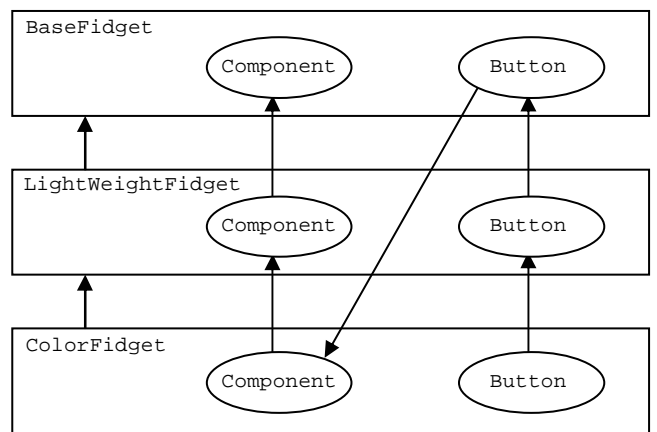 BaseFidget
Component Button
LightWeightFidget
Component Button
ColorFidget
Component Button